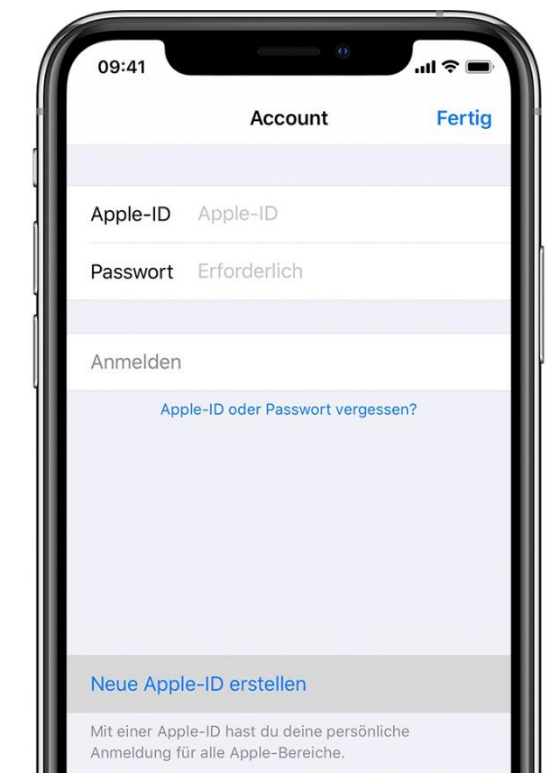 09:41
Account
Fertig
Apple-ID Apple-ID
Passwort Erforderlich
Anmelden
Apple-ID oder Passwort vergessen?
Neue Apple-ID erstellen
Mit einer Apple-ID hast du deine persönliche
Anmeldung für alle Apple-Bereiche.